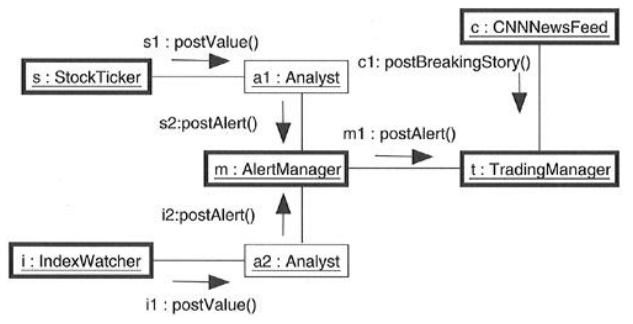 c : CNNNewsFeed
s1 : postValue()
c1: postBreakingStory()
s : StockTicker
a1 : Analyst
s2:postAlert()
m1 : postAlert()
m : AlertManager
t : TradingManager
i2:postAlert()
i : IndexWatcher
a2 : Analyst
i1 : postValue()